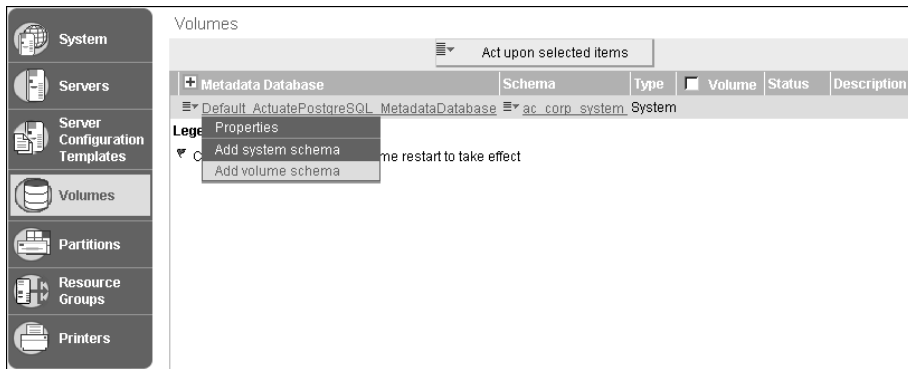 System
Servers
Server
Configuration
Templates
Volumes
Partitions
Resource
Groups
Printers
Volumes
Act upon selected items
Metadata Database Schema Type Volume Status Description
Default_ActuatePostgreSQL_MetadataDatabase ac_corp_system System
Lege
Properties
Add system schema
C me restart to take effect
Add volume schema